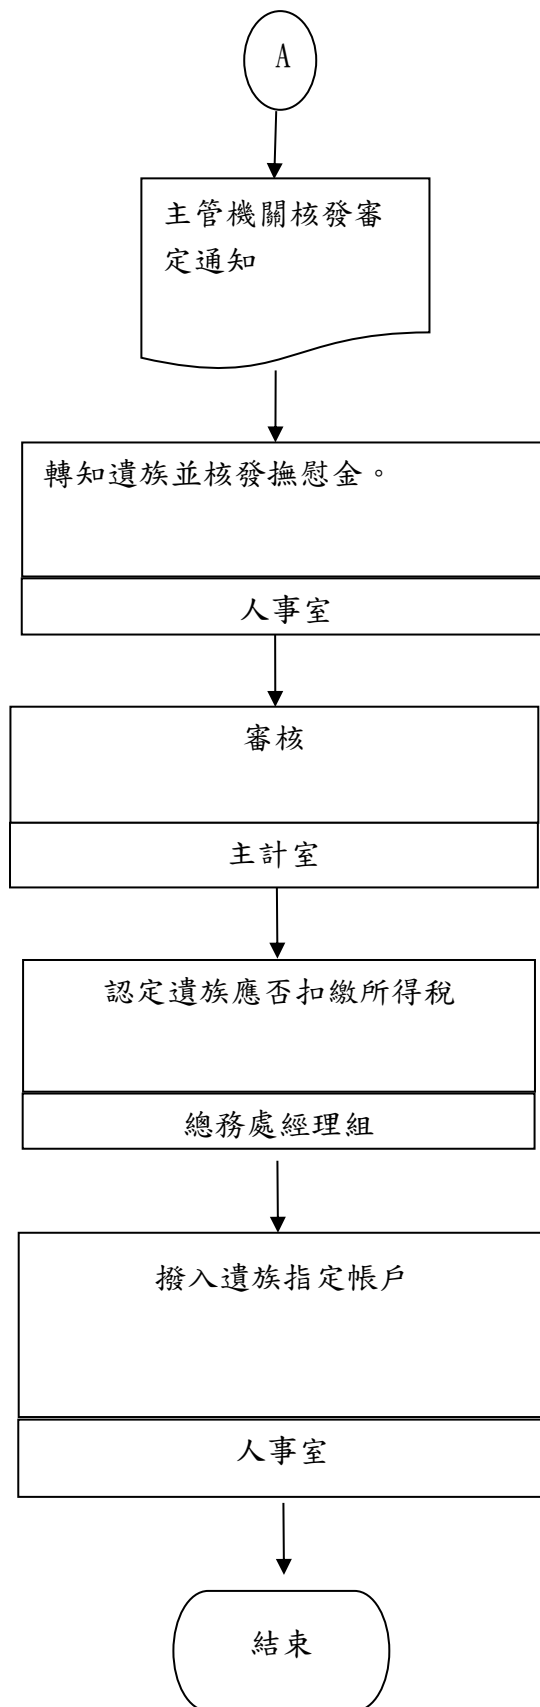 A
主管機關核發審
定通知
轉知遺族並核發撫慰金。
人事室
審核
主計室
認定遺族應否扣繳所得稅
總務處經理組
撥入遺族指定帳戶
人事室
結束